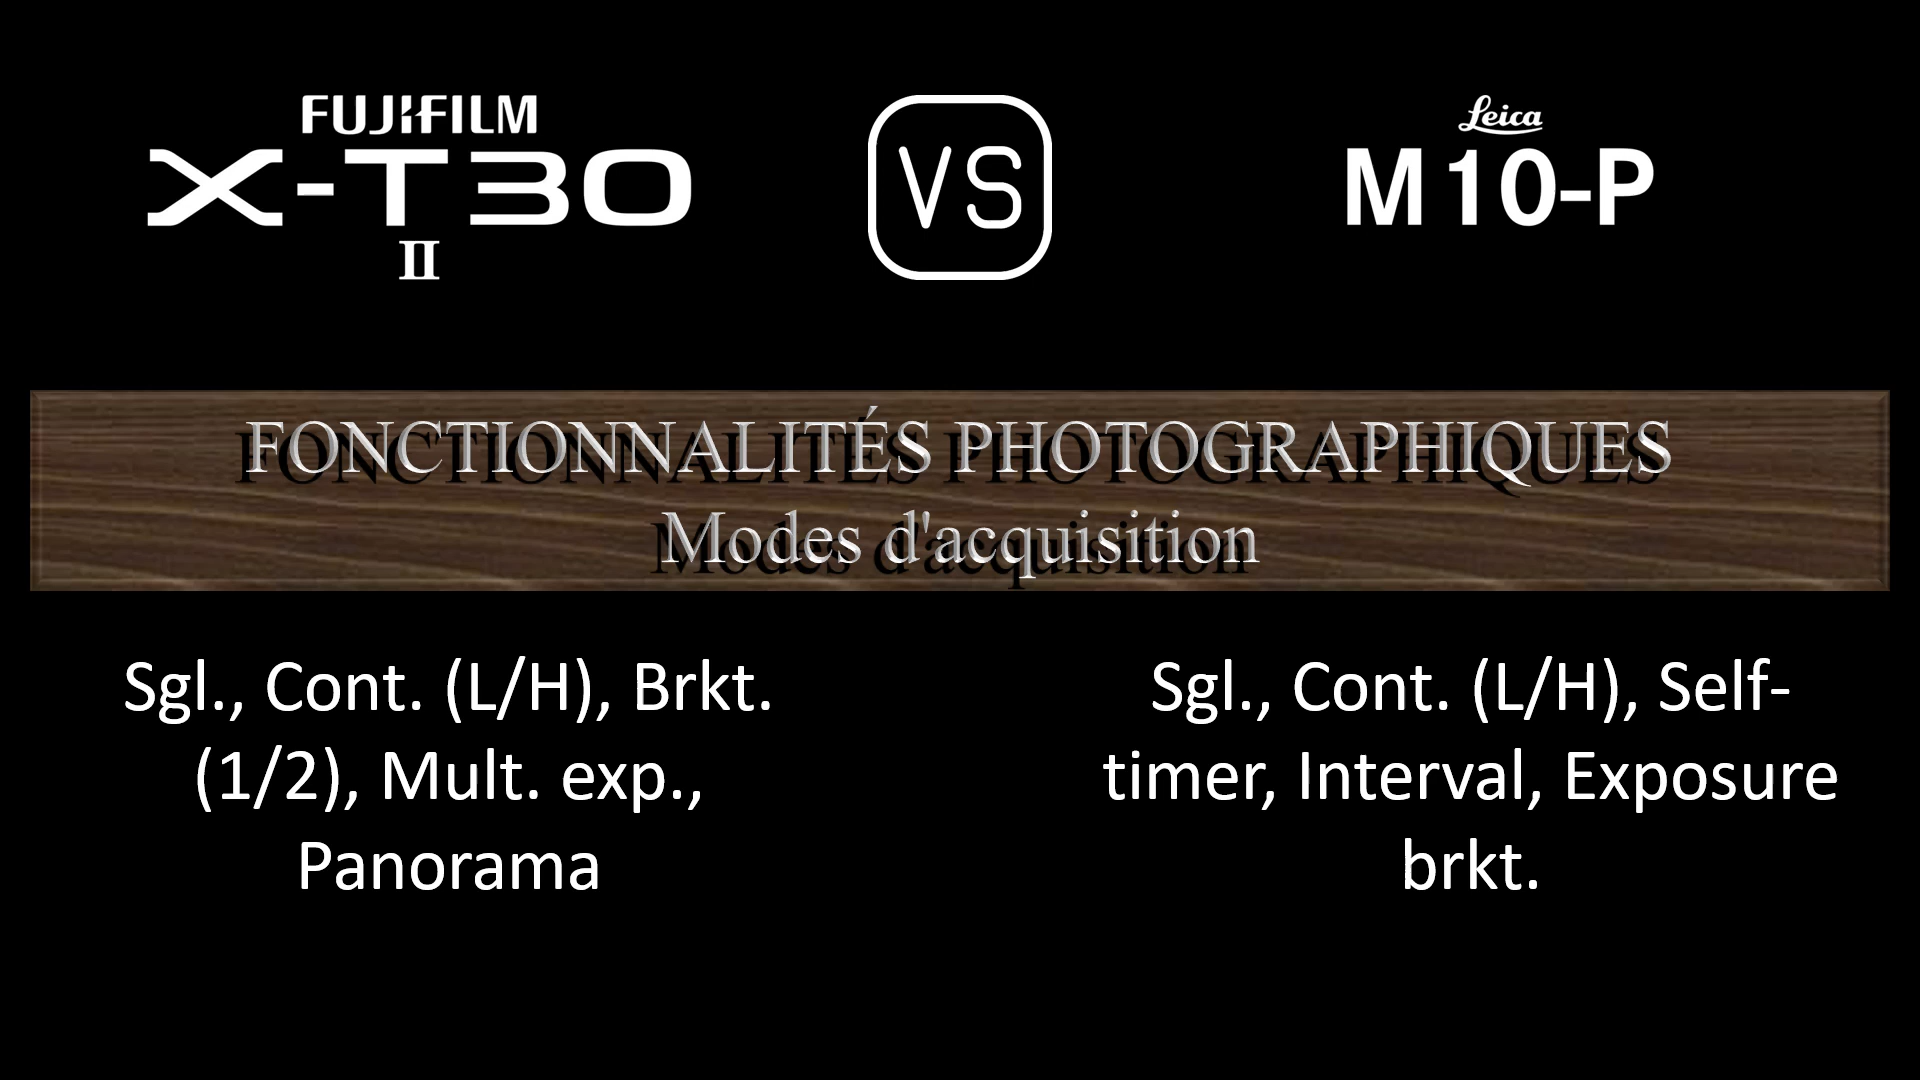 FUJIFILM
X-T30
II
VS
Leica
M10-P
FONCTIONNALITÉS PHOTOGRAPHIQUES
Modes d'acquisition
Sgl., Cont. (L/H), Brkt.
(1/2), Mult. exp.,
Panorama
Sgl., Cont. (L/H), Self-
timer, Interval, Exposure
brkt.